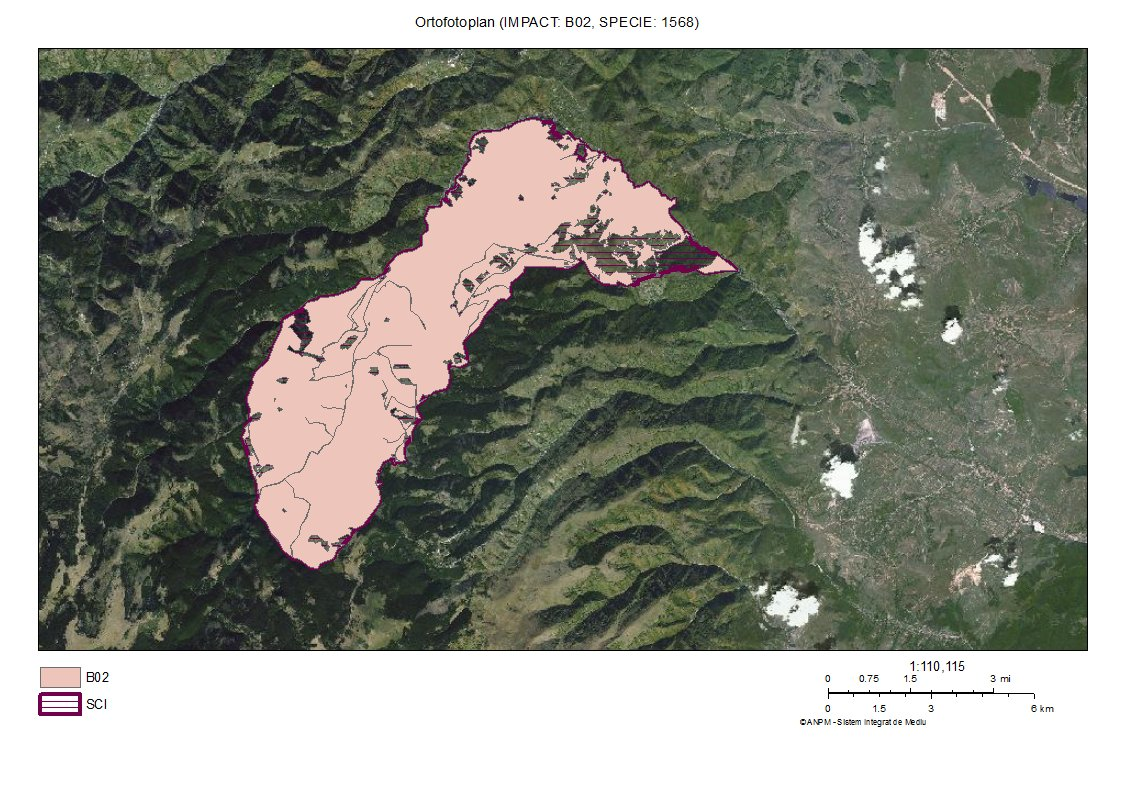 Ortofotoplan (IMPACT: B02, SPECIE: 1568)
B02
SCI
1:110,115
0 0.75 1.5 3 mi
0 1.5 3 6 km
©ANPM - Sistem Integrat de Mediu